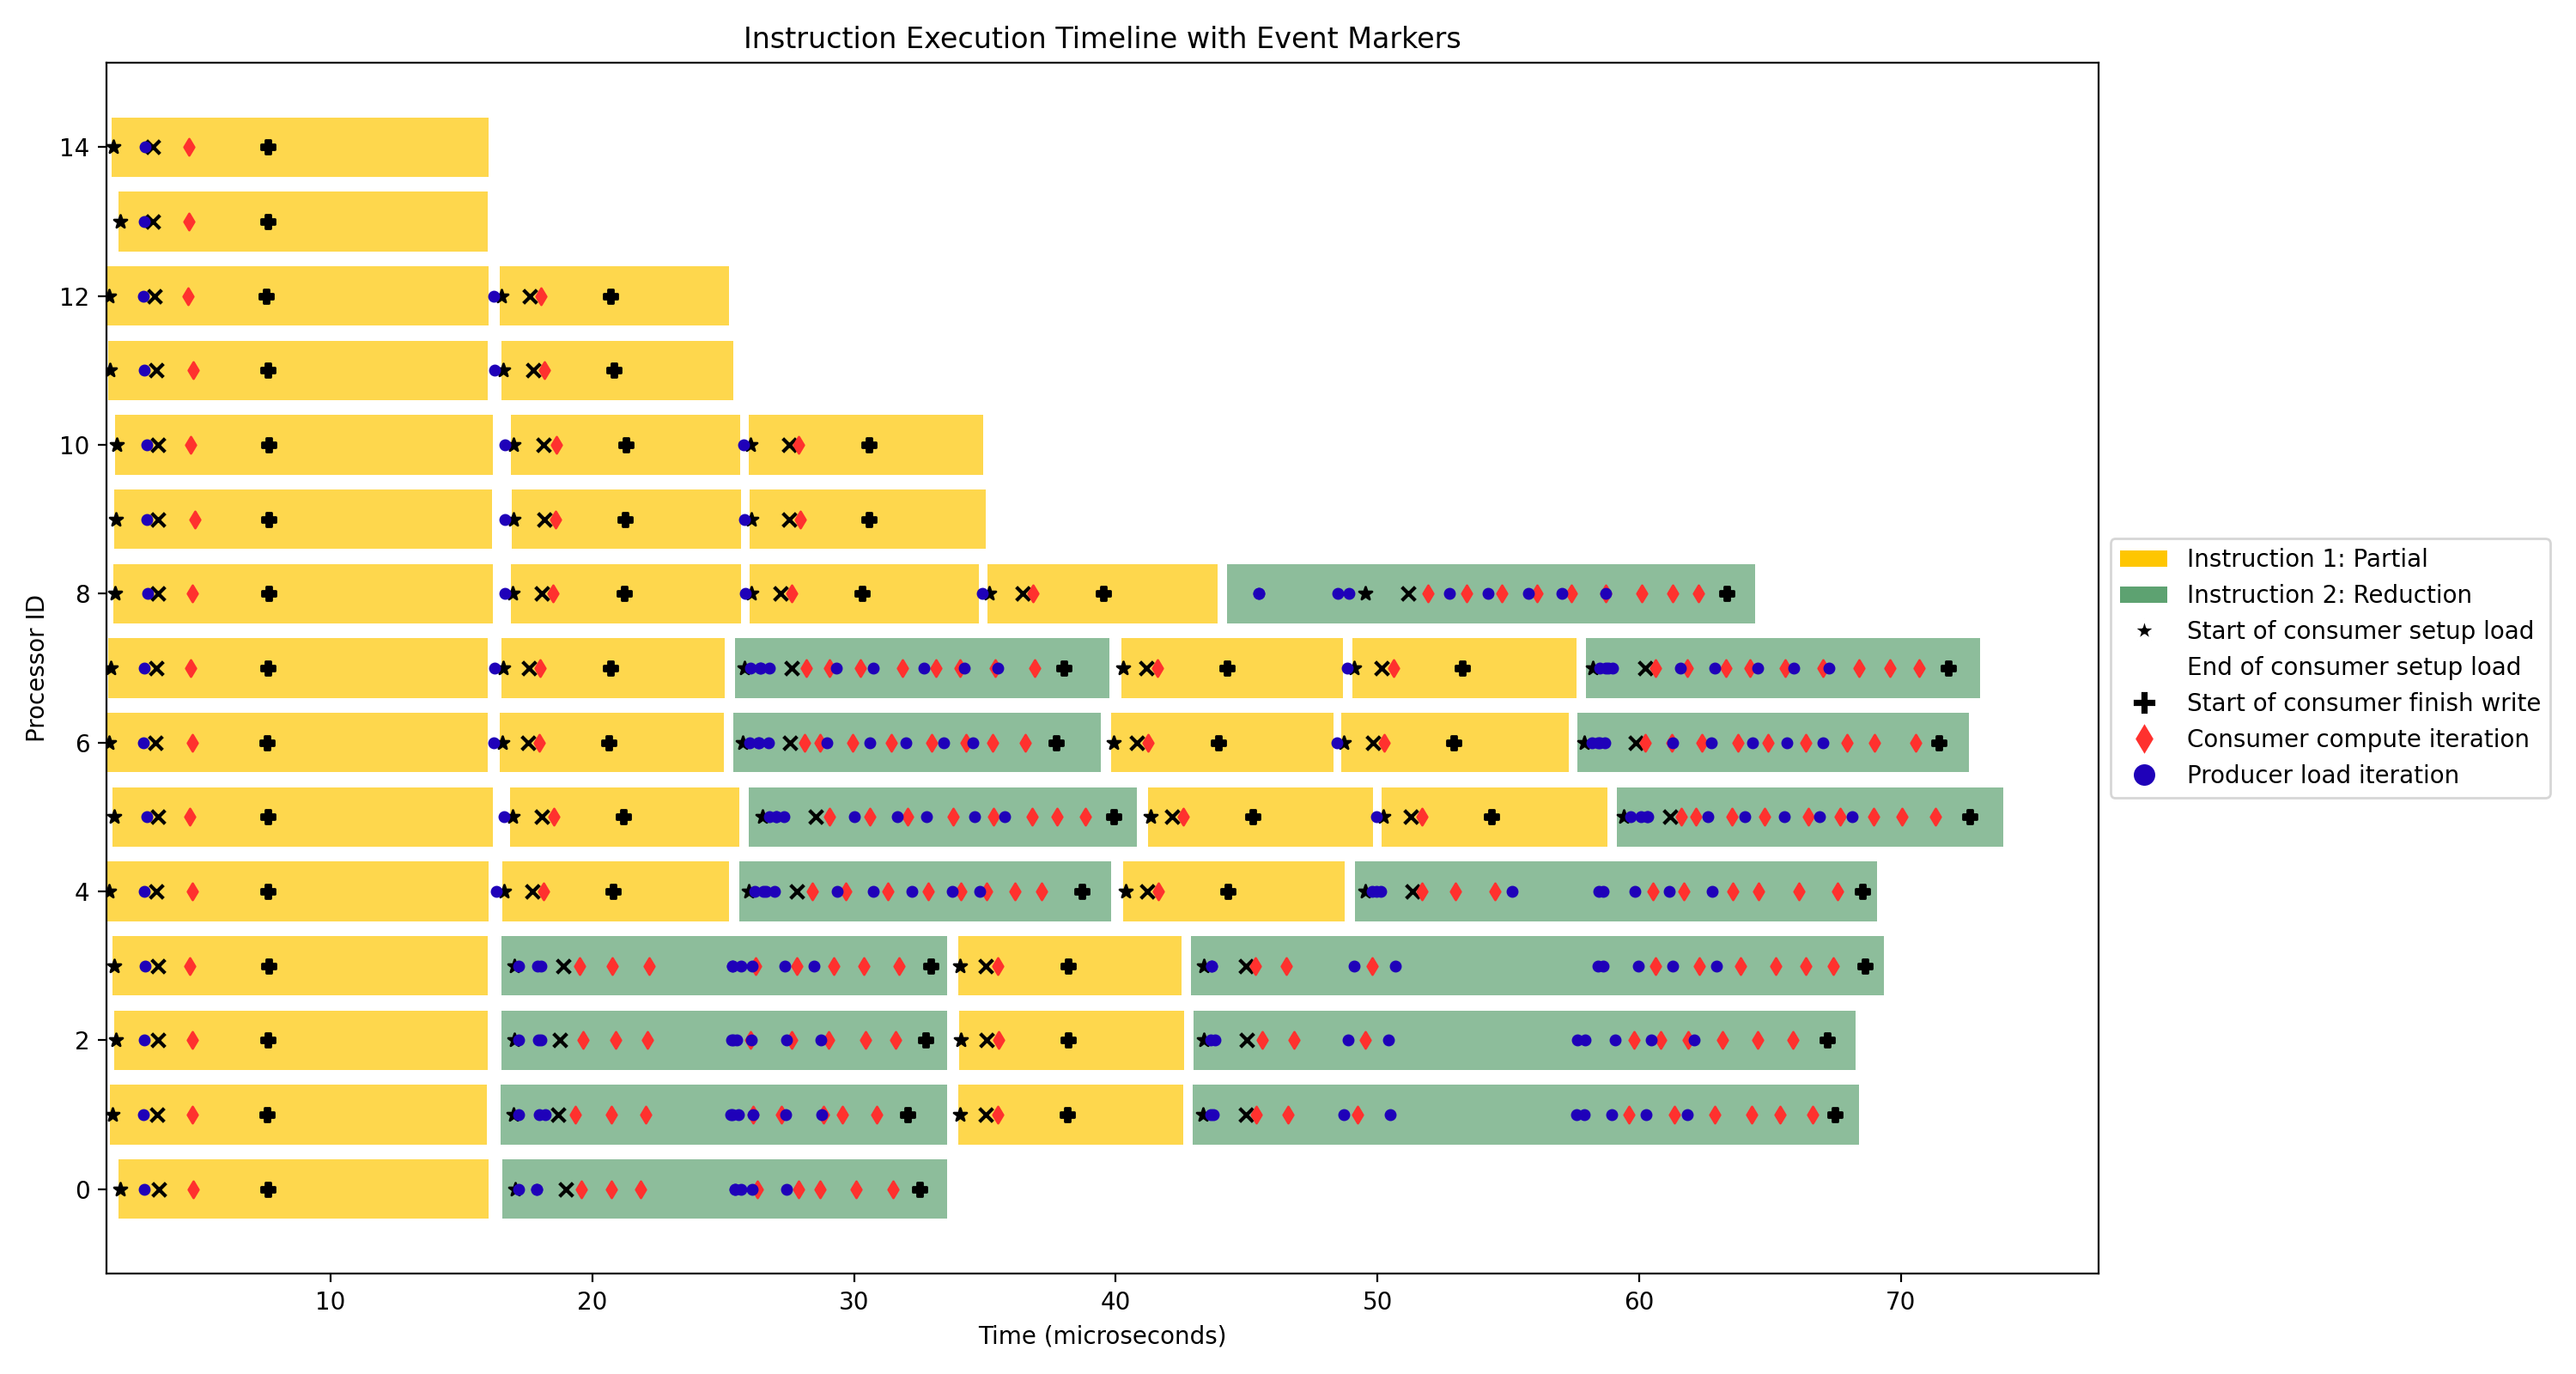 Instruction Execution Timeline with Event Markers
14
12
10
8
6
4
2
0
Processor ID
10 20 30 40 50 60 70
Time (microseconds)
Instruction 1: Partial
Instruction 2: Reduction
Start of consumer setup load
End of consumer setup load
Start of consumer finish write
Consumer compute iteration
Producer load iteration